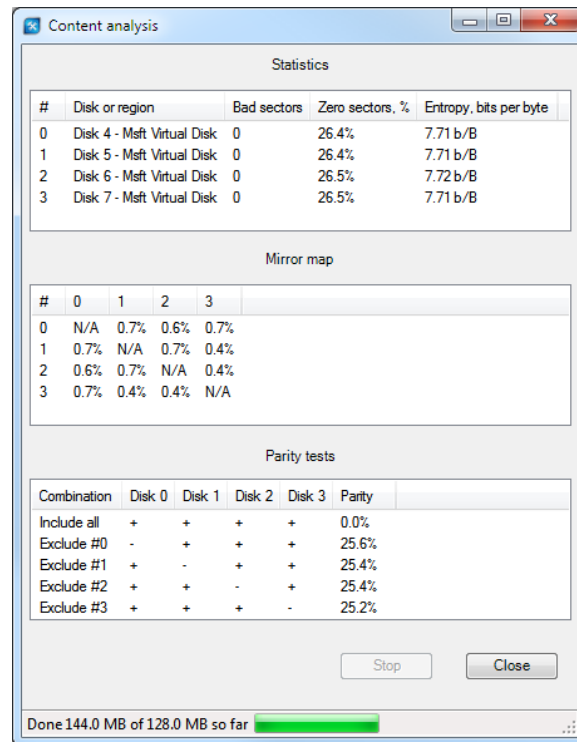 Content analysis
Statistics
# Disk or region Bad sectors Zero sectors, % Entropy, bits per byte
0 Disk 4 - Msft Virtual Disk 0 26.4% 7.71 b/B
1 Disk 5 - Msft Virtual Disk 0 26.4% 7.71 b/B
2 Disk 6 - Msft Virtual Disk 0 26.5% 7.72 b/B
3 Disk 7 - Msft Virtual Disk 0 26.5% 7.71 b/B
Mirror map
# 0 1 2 3
0 N/A 0.7% 0.6% 0.7%
1 0.7% N/A 0.7% 0.4%
2 0.6% 0.7% N/A 0.4%
3 0.7% 0.4% 0.4% N/A
Parity tests
Combination Disk 0 Disk 1 Disk 2 Disk 3 Parity
Include all + + + + 0.0%
Exclude #0 - + + + 25.6%
Exclude #1 + - + + 25.4%
Exclude #2 + + - + 25.4%
Exclude #3 + + + - 25.2%
Stop Close
Done 144.0 MB of 128.0 MB so far